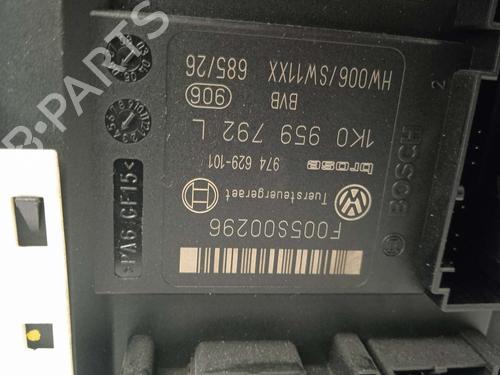 F005S00296
Tuersteuergeraet
brose 974 629-101
1K0 959 792 L
BVB 906
HW006/SW11XX 685/26
BOSCH
2
>PA6 GF15<
B-PARTS